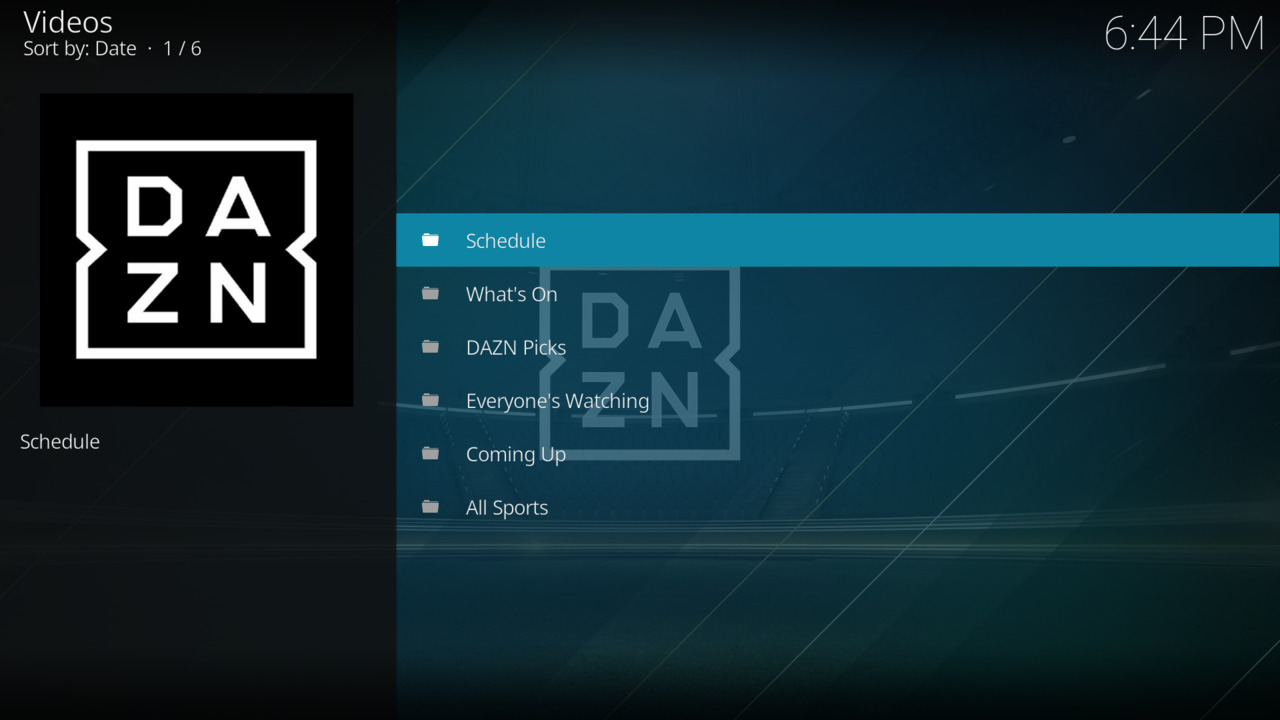 Videos
Sort by: Date · 1 / 6
6:44 PM
DA
ZN
Schedule
Schedule
What's On
DAZN Picks
Everyone's Watching
Coming Up
All Sports
DA
ZN